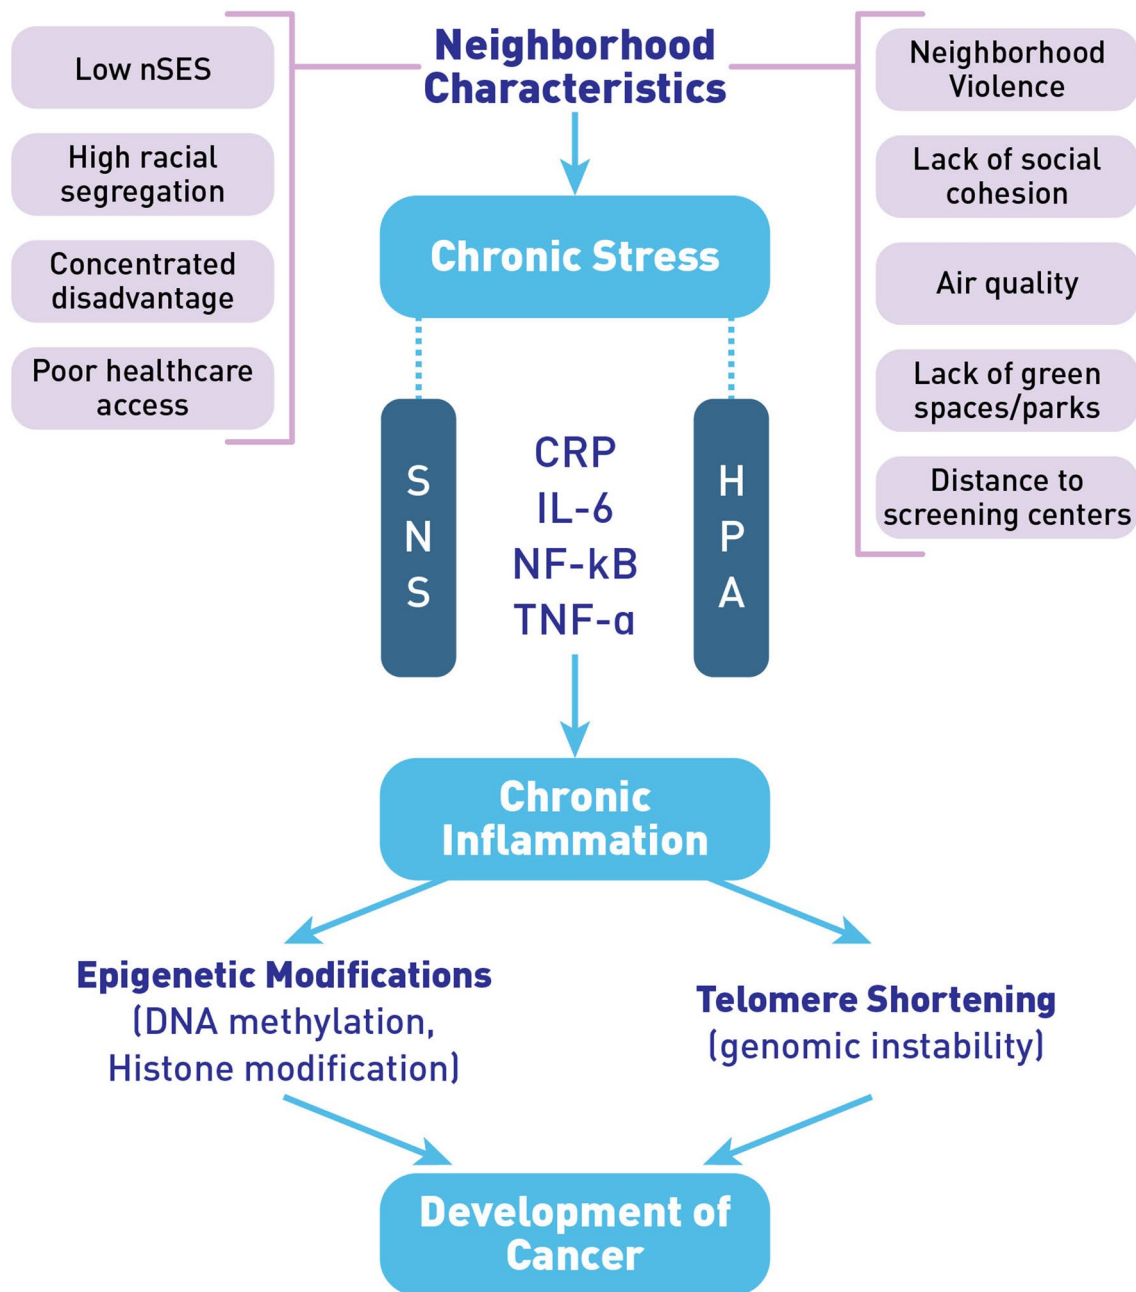 Neighborhood
Characteristics
Low nSES
High racial
segregation
Concentrated
disadvantage
Poor healthcare
access
Neighborhood
Violence
Lack of social
cohesion
Air quality
Lack of green
spaces/parks
Distance to
screening centers
Chronic Stress
S
N
S
CRP
IL-6
NF-kB
TNF-α
H
P
A
Chronic
Inflammation
Epigenetic Modifications
(DNA methylation,
Histone modification)
Telomere Shortening
(genomic instability)
Development of
Cancer